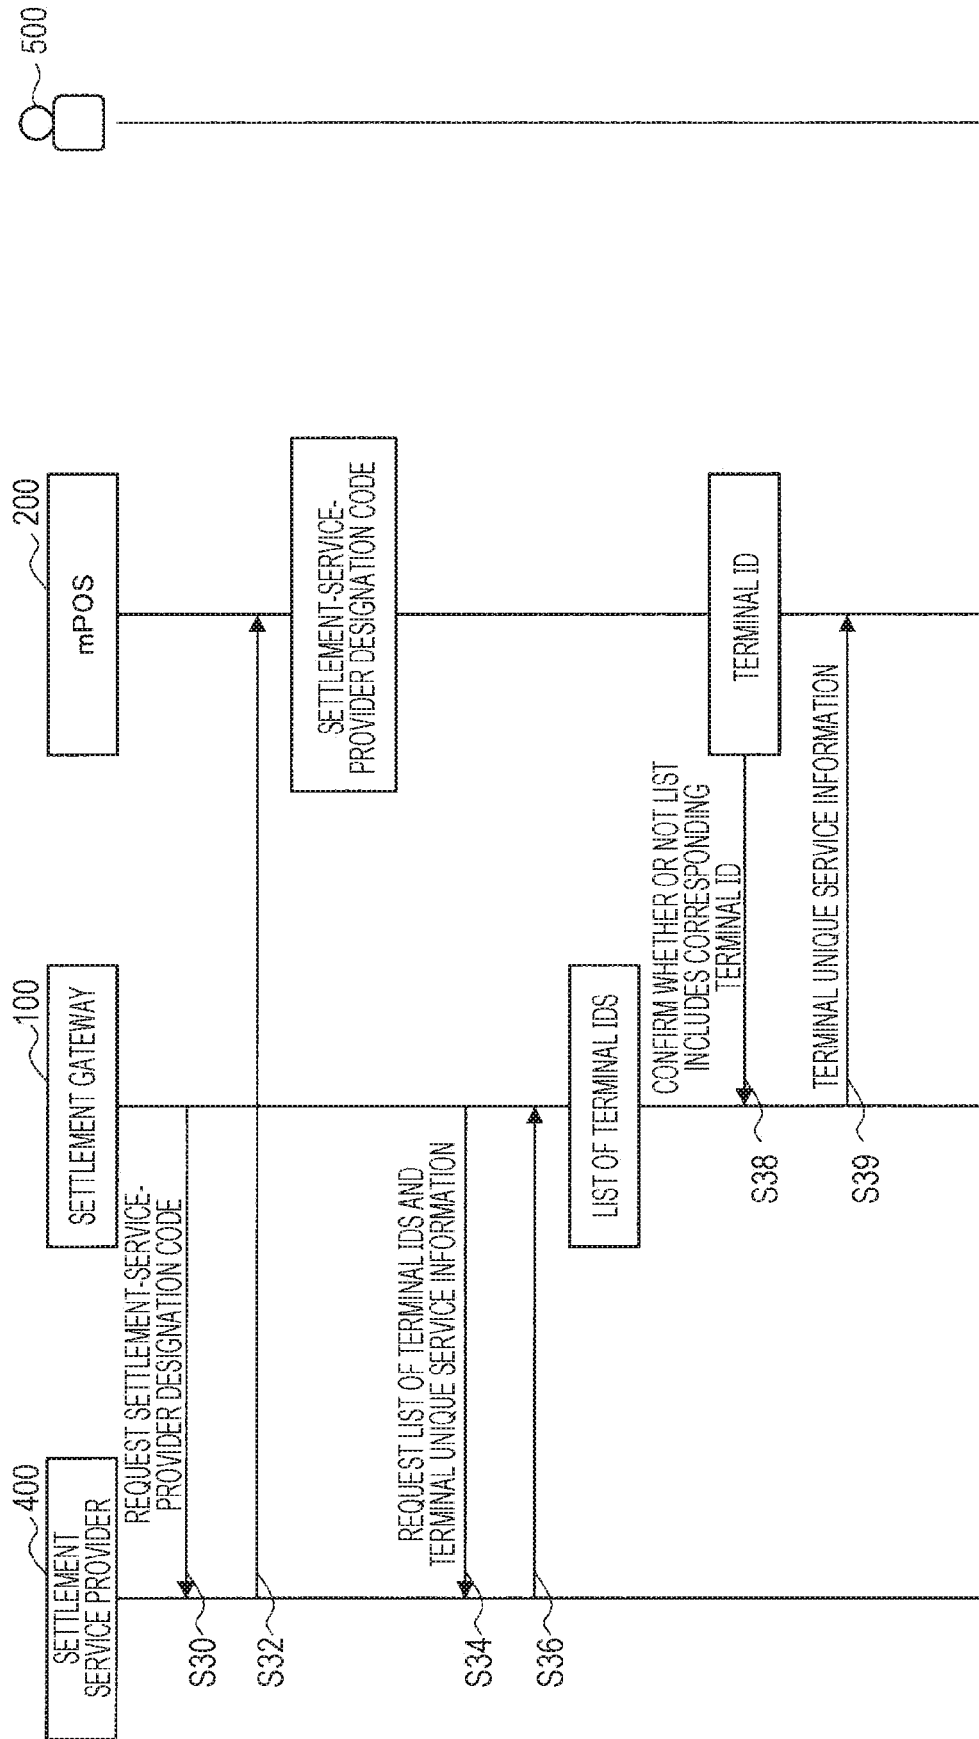 400
SETTLEMENT
SERVICE PROVIDER
100
SETTLEMENT GATEWAY
200
mPOS
500
REQUEST SETTLEMENT-SERVICE-
PROVIDER DESIGNATION CODE
S30
S32
SETTLEMENT-SERVICE-
PROVIDER DESIGNATION CODE
REQUEST LIST OF TERMINAL IDS AND
TERMINAL UNIQUE SERVICE INFORMATION
S34
S36
LIST OF TERMINAL IDS
CONFIRM WHETHER OR NOT LIST
INCLUDES CORRESPONDING
TERMINAL ID
TERMINAL ID
S38
TERMINAL UNIQUE SERVICE INFORMATION
S39